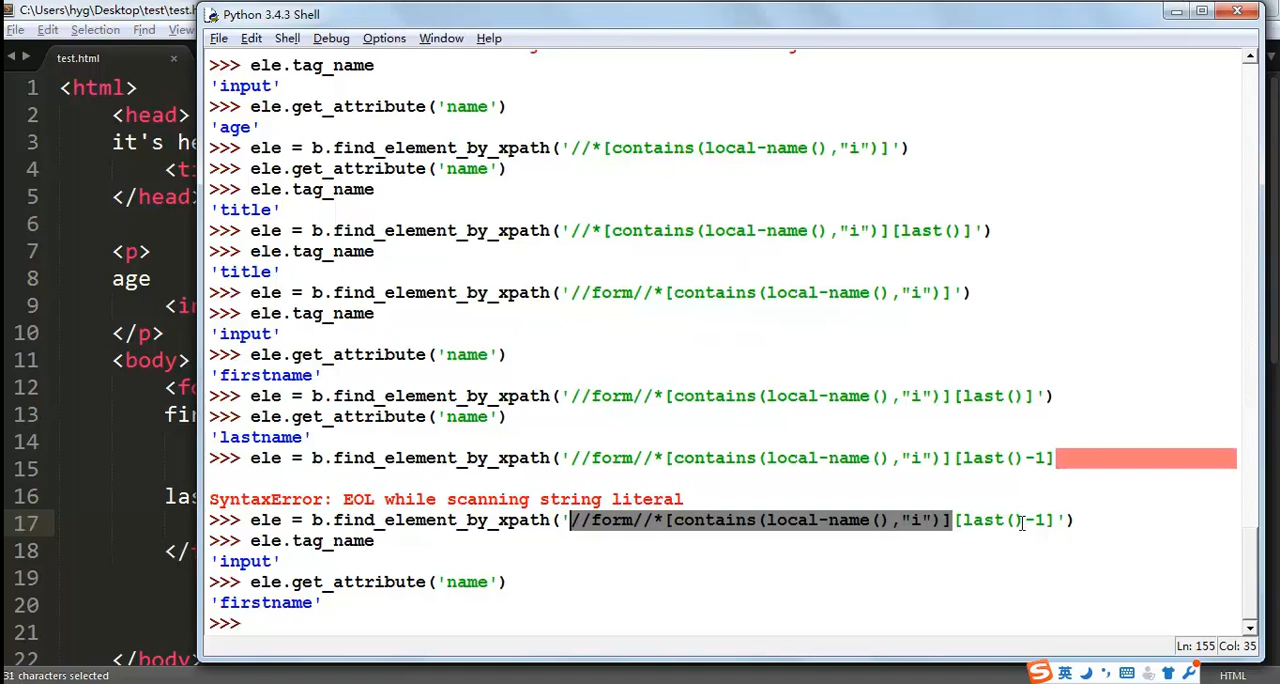 C:\Users\hyg\Desktop\test\test.h
File Edit Selection Find View
test.html
1 <html>
2 <head>
3 it's he
4 <ti
5 </head>
6
7 <p>
8 age
9 <in
10 </p>
11 <body>
12 <fo
13 fir
14
15
16 las
17
18 </
19
20
21
22 </body
31 characters selected
Python 3.4.3 Shell
File Edit Shell Debug Options Window Help
>>> ele.tag_name
'input'
>>> ele.get_attribute('name')
'age'
>>> ele = b.find_element_by_xpath('//*[contains(local-name(),"i")]')
>>> ele.get_attribute('name')
>>> ele.tag_name
'title'
>>> ele = b.find_element_by_xpath('//*[contains(local-name(),"i")][last()]')
>>> ele.tag_name
'title'
>>> ele = b.find_element_by_xpath('//form//*[contains(local-name(),"i")]')
>>> ele.tag_name
'input'
>>> ele.get_attribute('name')
'firstname'
>>> ele = b.find_element_by_xpath('//form//*[contains(local-name(),"i")][last()]')
>>> ele.get_attribute('name')
'lastname'
>>> ele = b.find_element_by_xpath('//form//*[contains(local-name(),"i")][last()-1]
SyntaxError: EOL while scanning string literal
>>> ele = b.find_element_by_xpath('//form//*[contains(local-name(),"i")][last()-1]')
>>> ele.tag_name
'input'
>>> ele.get_attribute('name')
'firstname'
>>>
Ln: 155 Col: 35
英
HTML